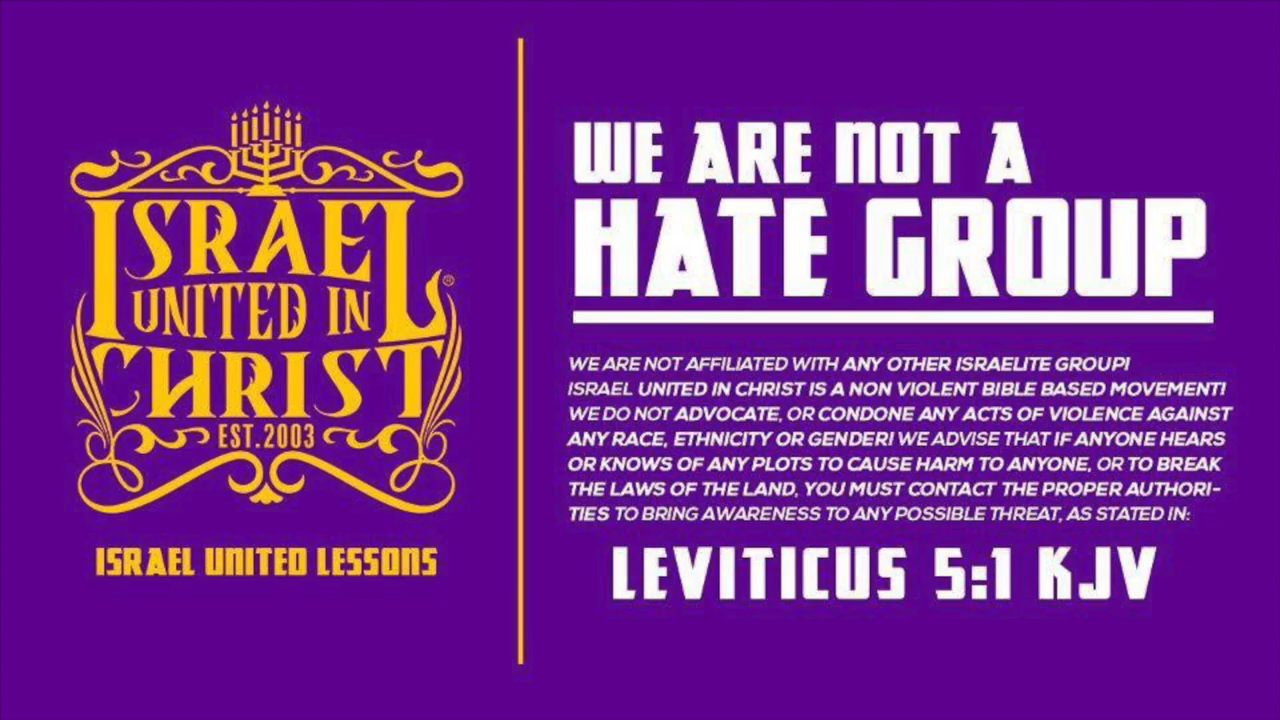 ISRAEL
UNITED IN
CHRIST
EST. 2003
ISRAEL UNITED LESSONS
WE ARE NOT A
HATE GROUP
WE ARE NOT AFFILIATED WITH ANY OTHER ISRAELITE GROUP!
ISRAEL UNITED IN CHRIST IS A NON VIOLENT BIBLE BASED MOVEMENT!
WE DO NOT ADVOCATE, OR CONDONE ANY ACTS OF VIOLENCE AGAINST
ANY RACE, ETHNICITY OR GENDER! WE ADVISE THAT IF ANYONE HEARS
OR KNOWS OF ANY PLOTS TO CAUSE HARM TO ANYONE, OR TO BREAK
THE LAWS OF THE LAND, YOU MUST CONTACT THE PROPER AUTHORI-
TIES TO BRING AWARENESS TO ANY POSSIBLE THREAT, AS STATED IN:
LEVITICUS 5:1 KJV